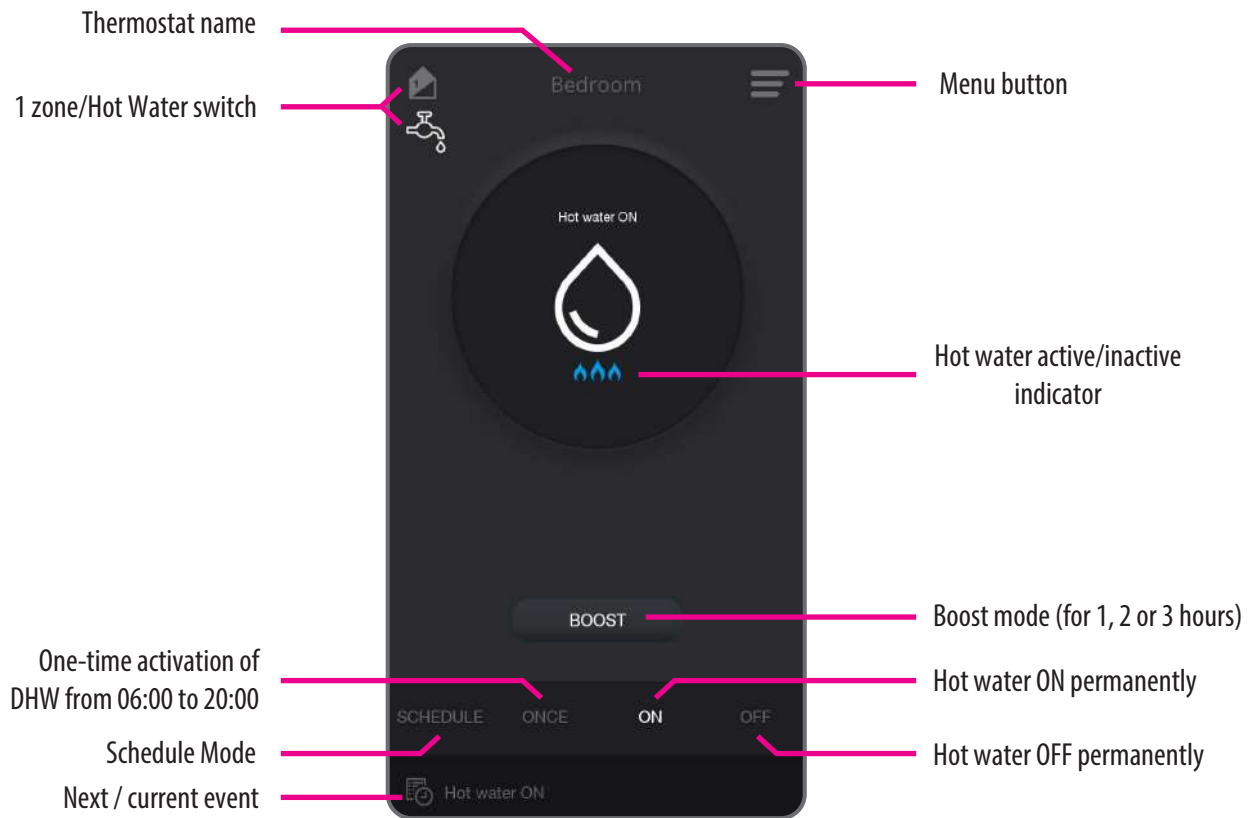 Thermostat name
1 zone/Hot Water switch
1
Bedroom
Menu button
Hot water ON
Hot water active/inactive
indicator
BOOST
Boost mode (for 1, 2 or 3 hours)
One-time activation of
DHW from 06:00 to 20:00
Hot water ON permanently
SCHEDULE ONCE ON OFF
Schedule Mode
Hot water OFF permanently
Next / current event
Hot water ON